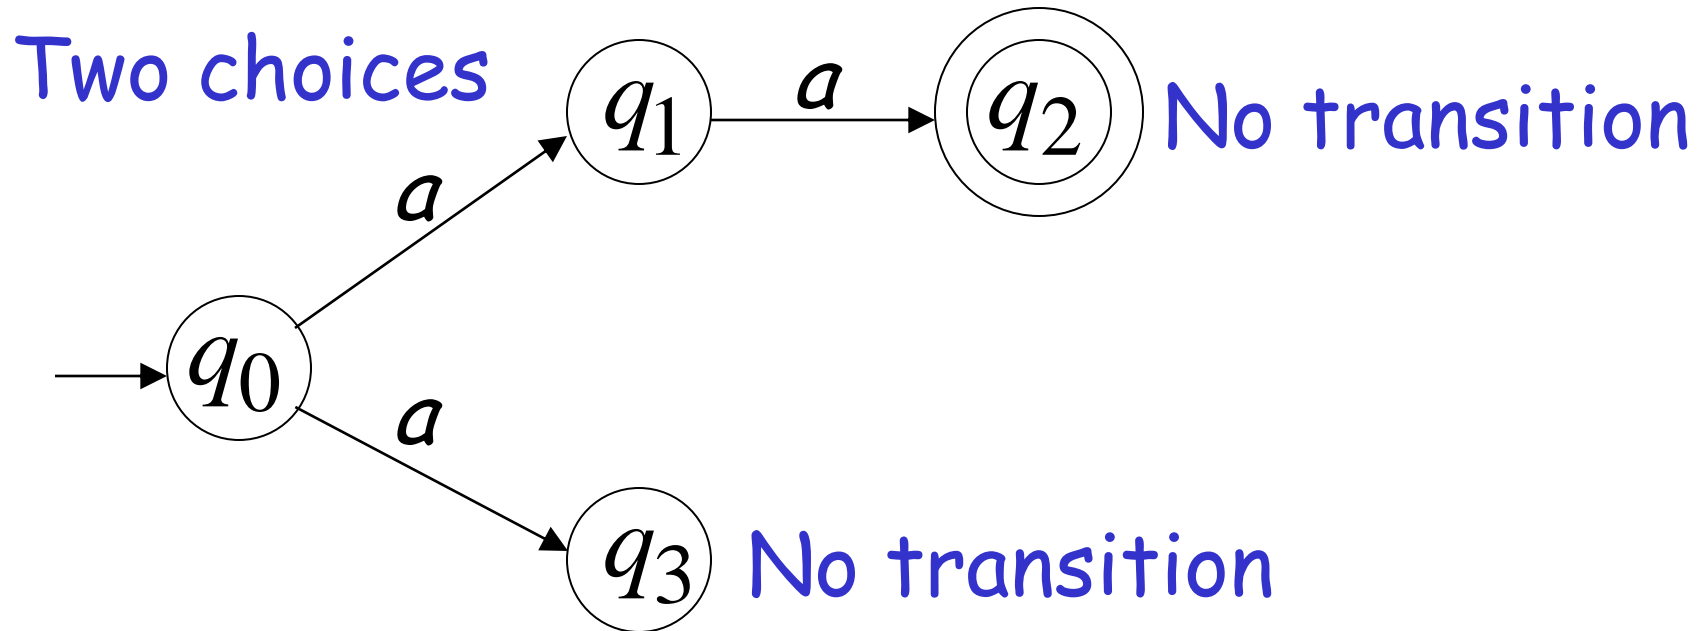 Two choices
q₁
a
q₂
No transition
a
q₀
a
q₃
No transition